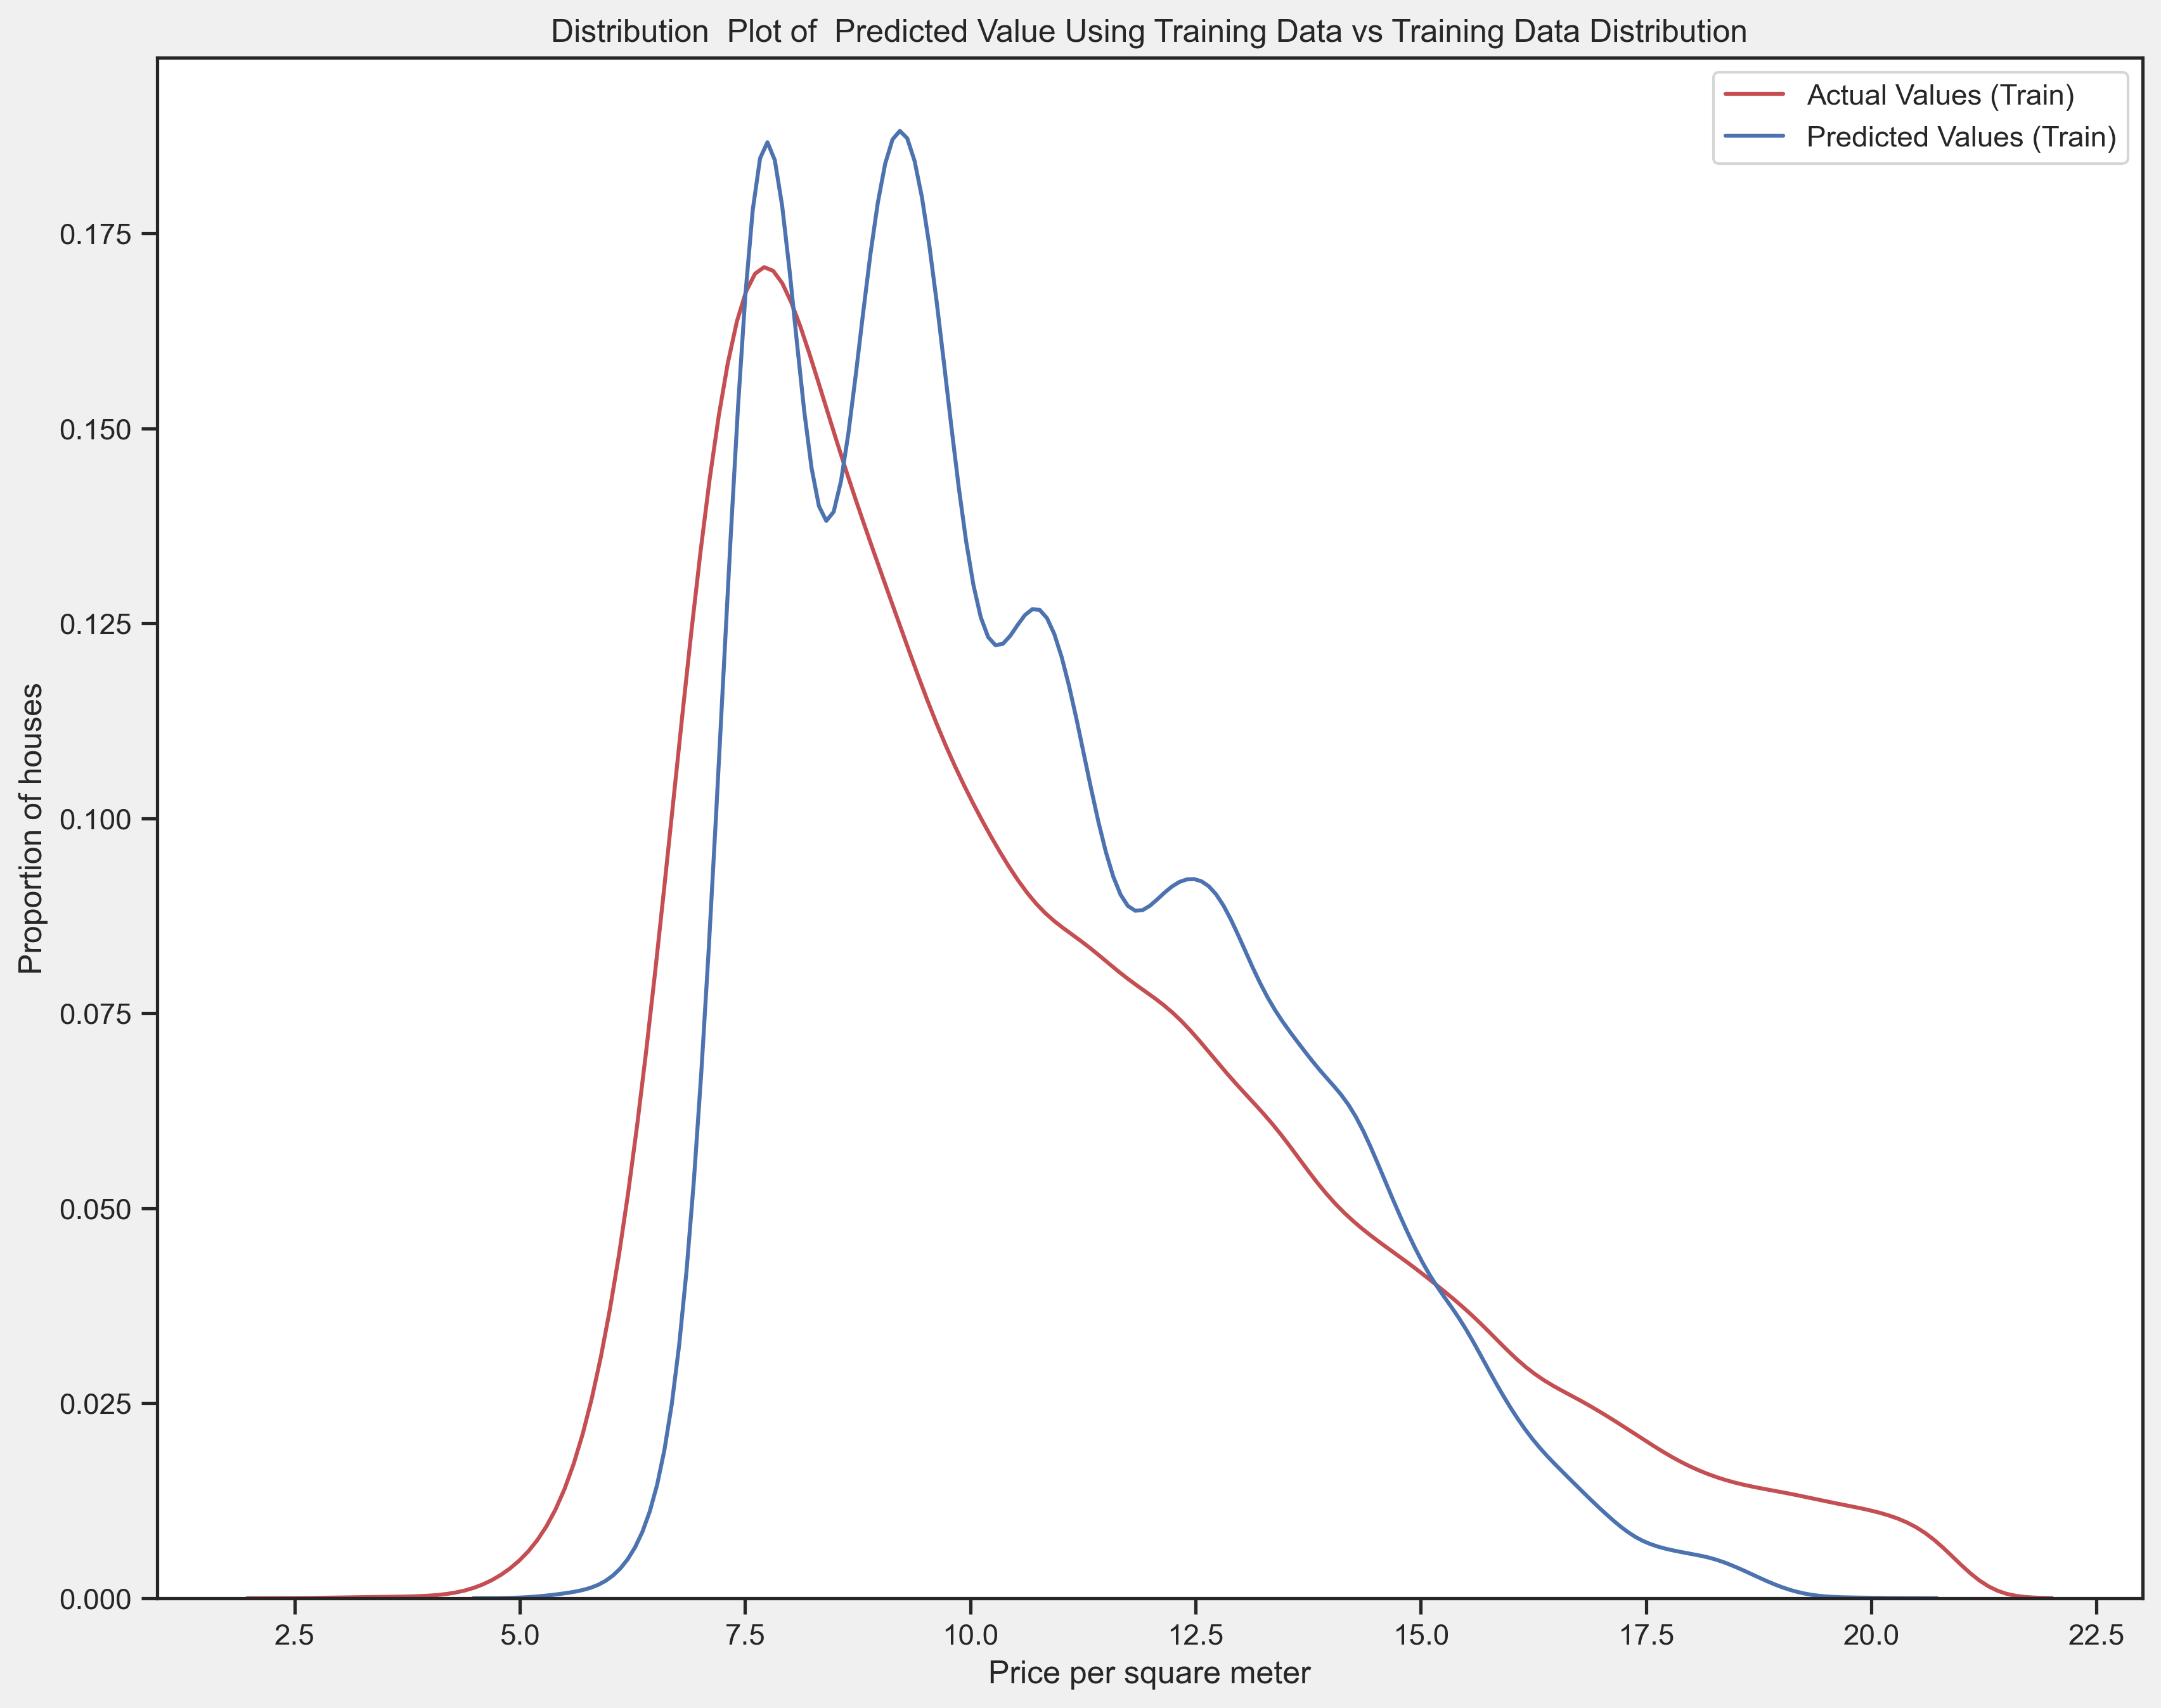 Distribution  Plot of  Predicted Value Using Training Data vs Training Data Distribution
Actual Values (Train)
Predicted Values (Train)
Proportion of houses
0.175
0.150
0.125
0.100
0.075
0.050
0.025
0.000
2.5 5.0 7.5 10.0 12.5 15.0 17.5 20.0 22.5
Price per square meter